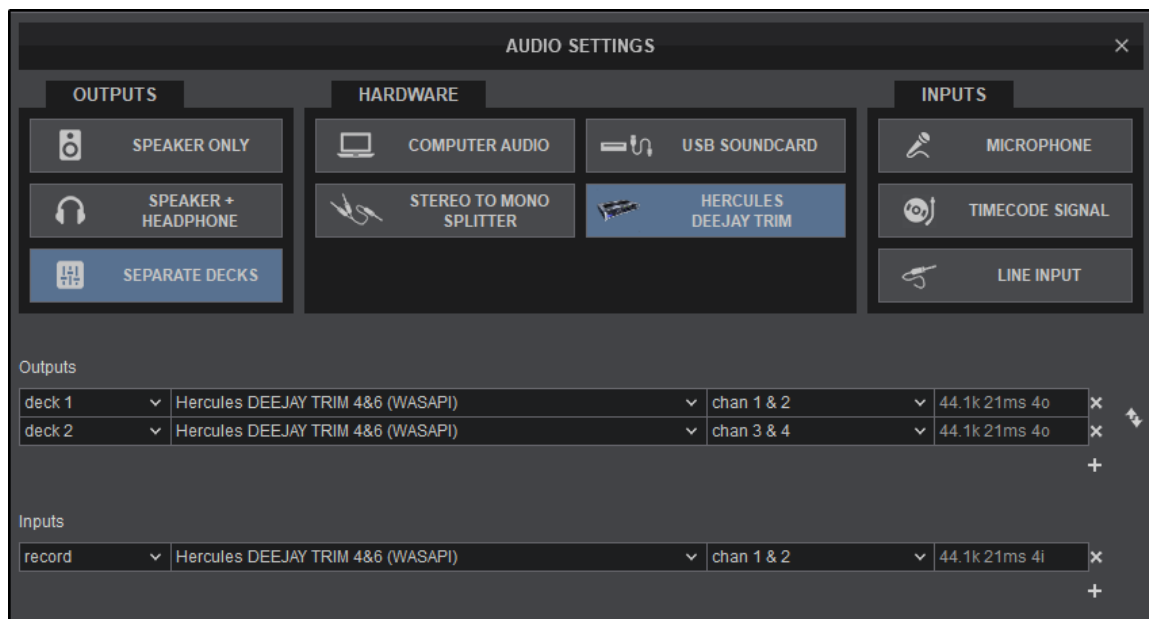 AUDIO SETTINGS
OUTPUTS
HARDWARE
INPUTS
SPEAKER ONLY
COMPUTER AUDIO
USB SOUNDCARD
MICROPHONE
SPEAKER +
HEADPHONE
STEREO TO MONO
SPLITTER
HERCULES
DEEJAY TRIM
TIMECODE SIGNAL
SEPARATE DECKS
LINE INPUT
Outputs
deck 1 Hercules DEEJAY TRIM 4&6 (WASAPI) chan 1 & 2 44.1k 21ms 4o
deck 2 Hercules DEEJAY TRIM 4&6 (WASAPI) chan 3 & 4 44.1k 21ms 4o
Inputs
record Hercules DEEJAY TRIM 4&6 (WASAPI) chan 1 & 2 44.1k 21ms 4i